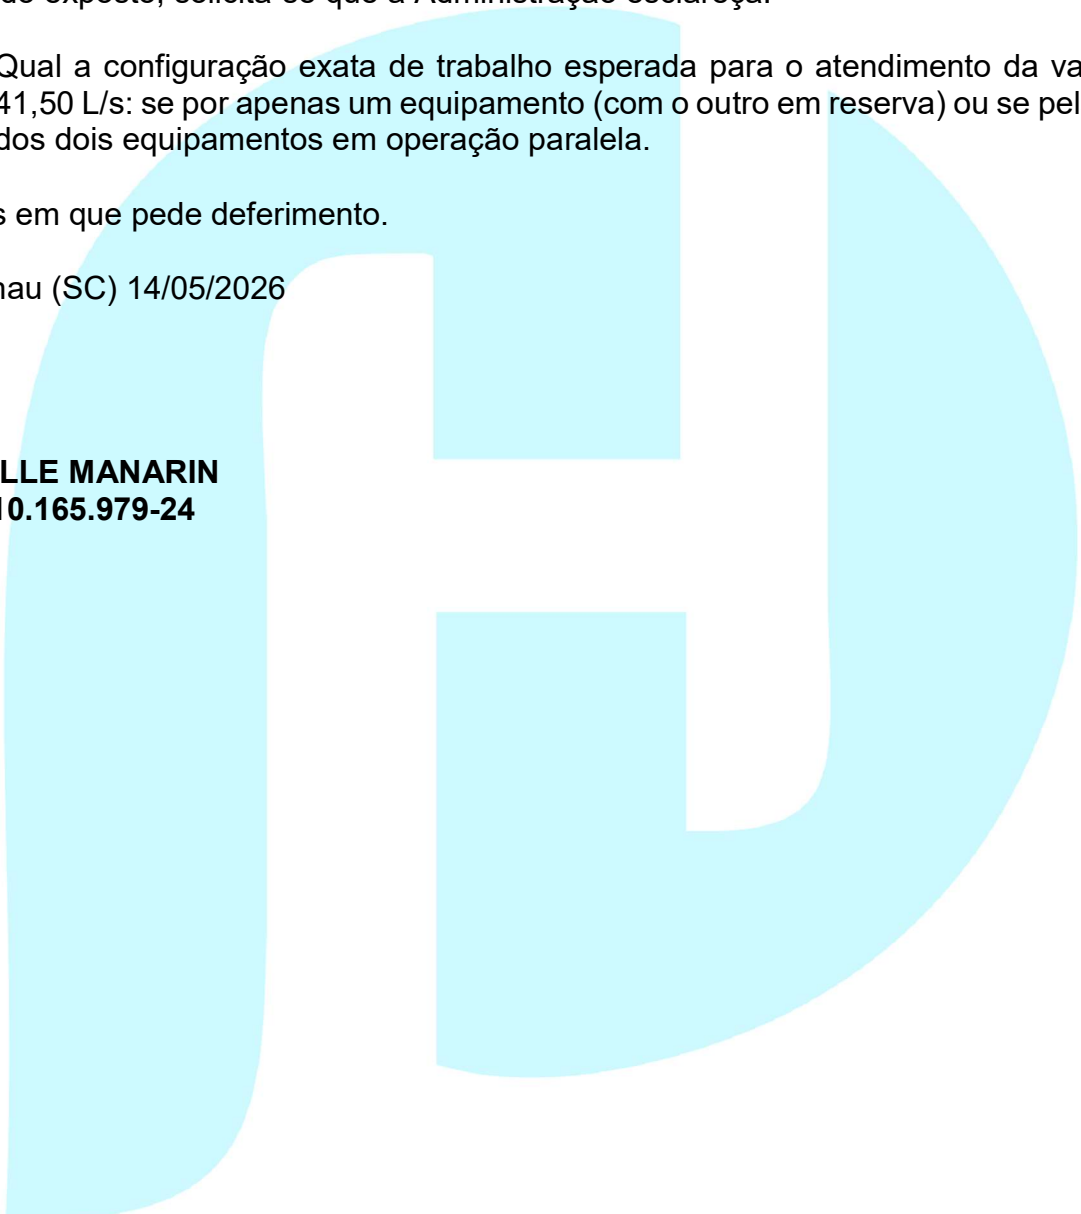 do exposto, solicita-se que a Administração esclareça:
Qual a configuração exata de trabalho esperada para o atendimento da va
41,50 L/s: se por apenas um equipamento (com o outro em reserva) ou se pel
dos dois equipamentos em operação paralela.
s em que pede deferimento.
nau (SC) 14/05/2026
LLE MANARIN
10.165.979-24